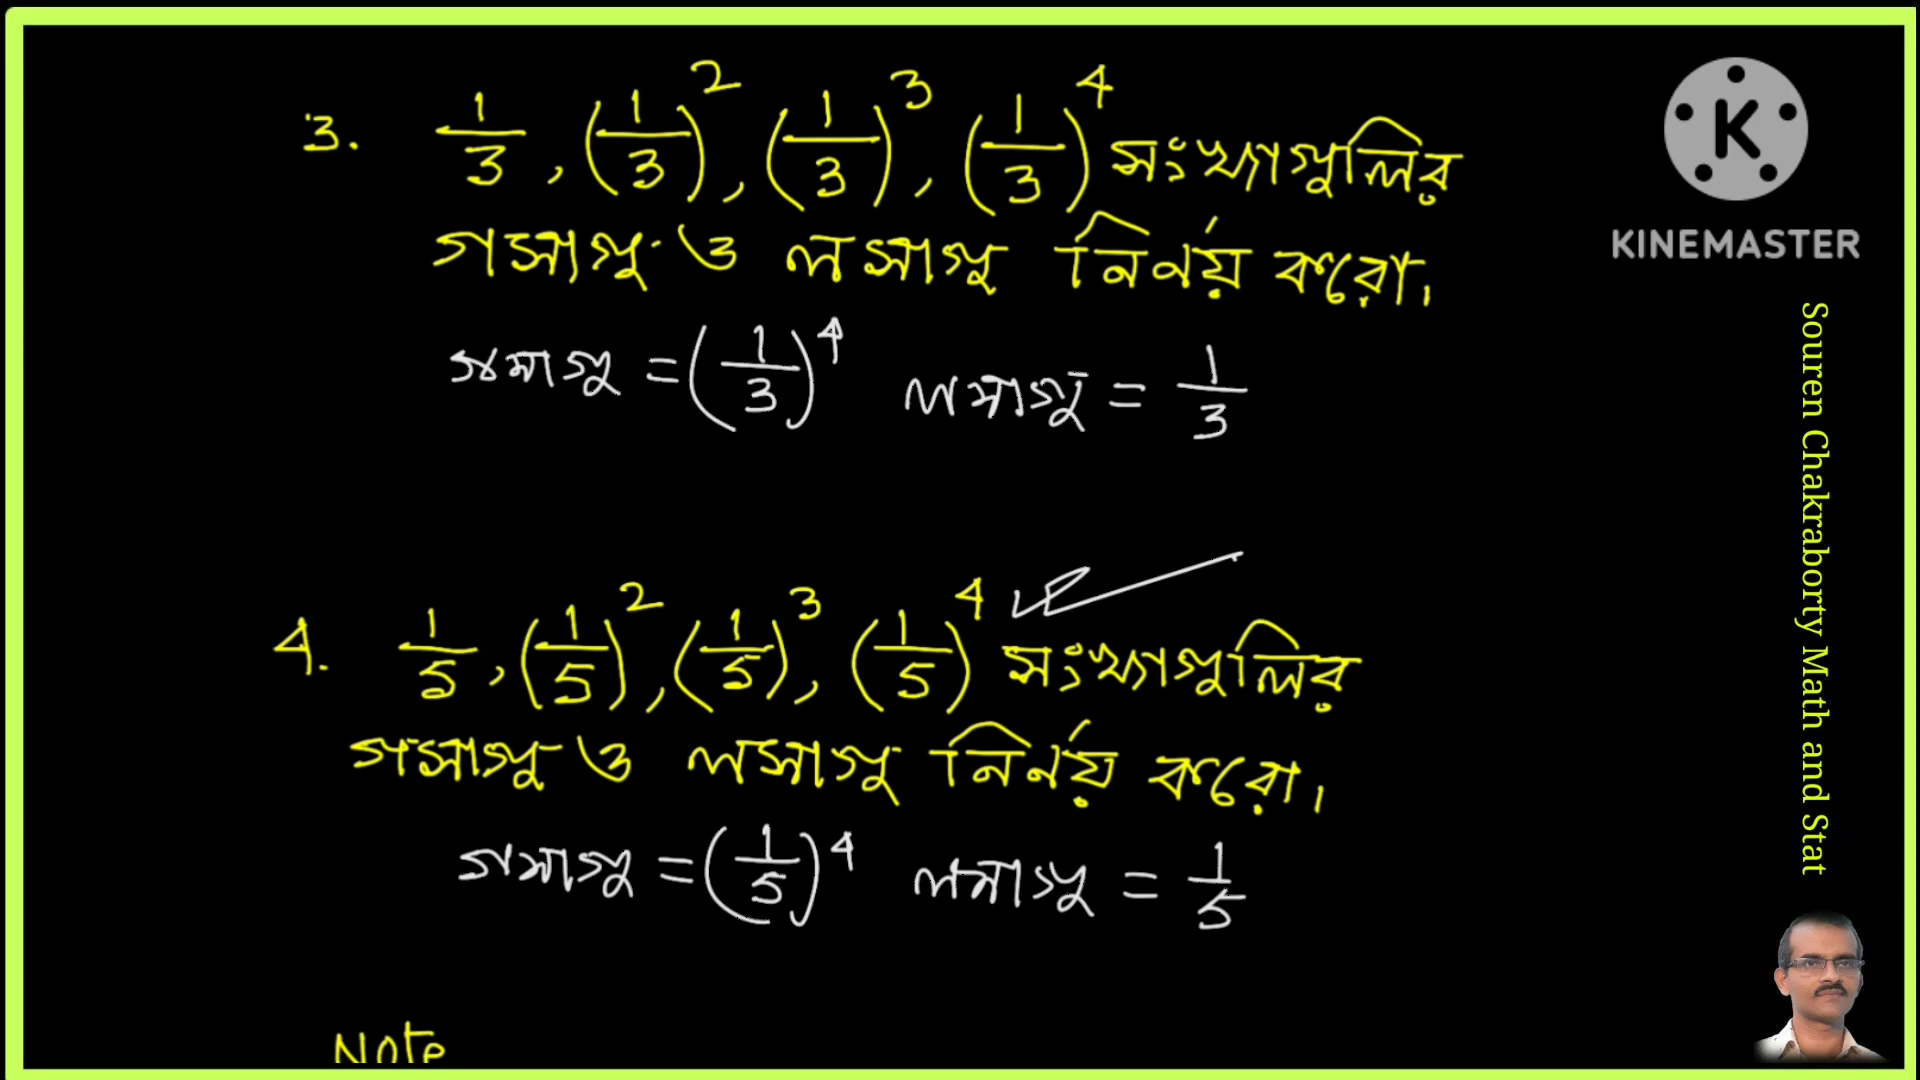 3. 1/3, (1/3)^2, (1/3)^3, (1/3)^4 সংখ্যাগুলির
গসাগু ও লসাগু নির্ণয় করো।
গসাগু = (1/3)^4 লসাগু = 1/3
4. 1/5, (1/5)^2, (1/5)^3, (1/5)^4 সংখ্যাগুলির
গসাগু ও লসাগু নির্ণয় করো।
গসাগু = (1/5)^4 লসাগু = 1/5
Note
K
KINEMASTER
Souren Chakraborty Math and Stat